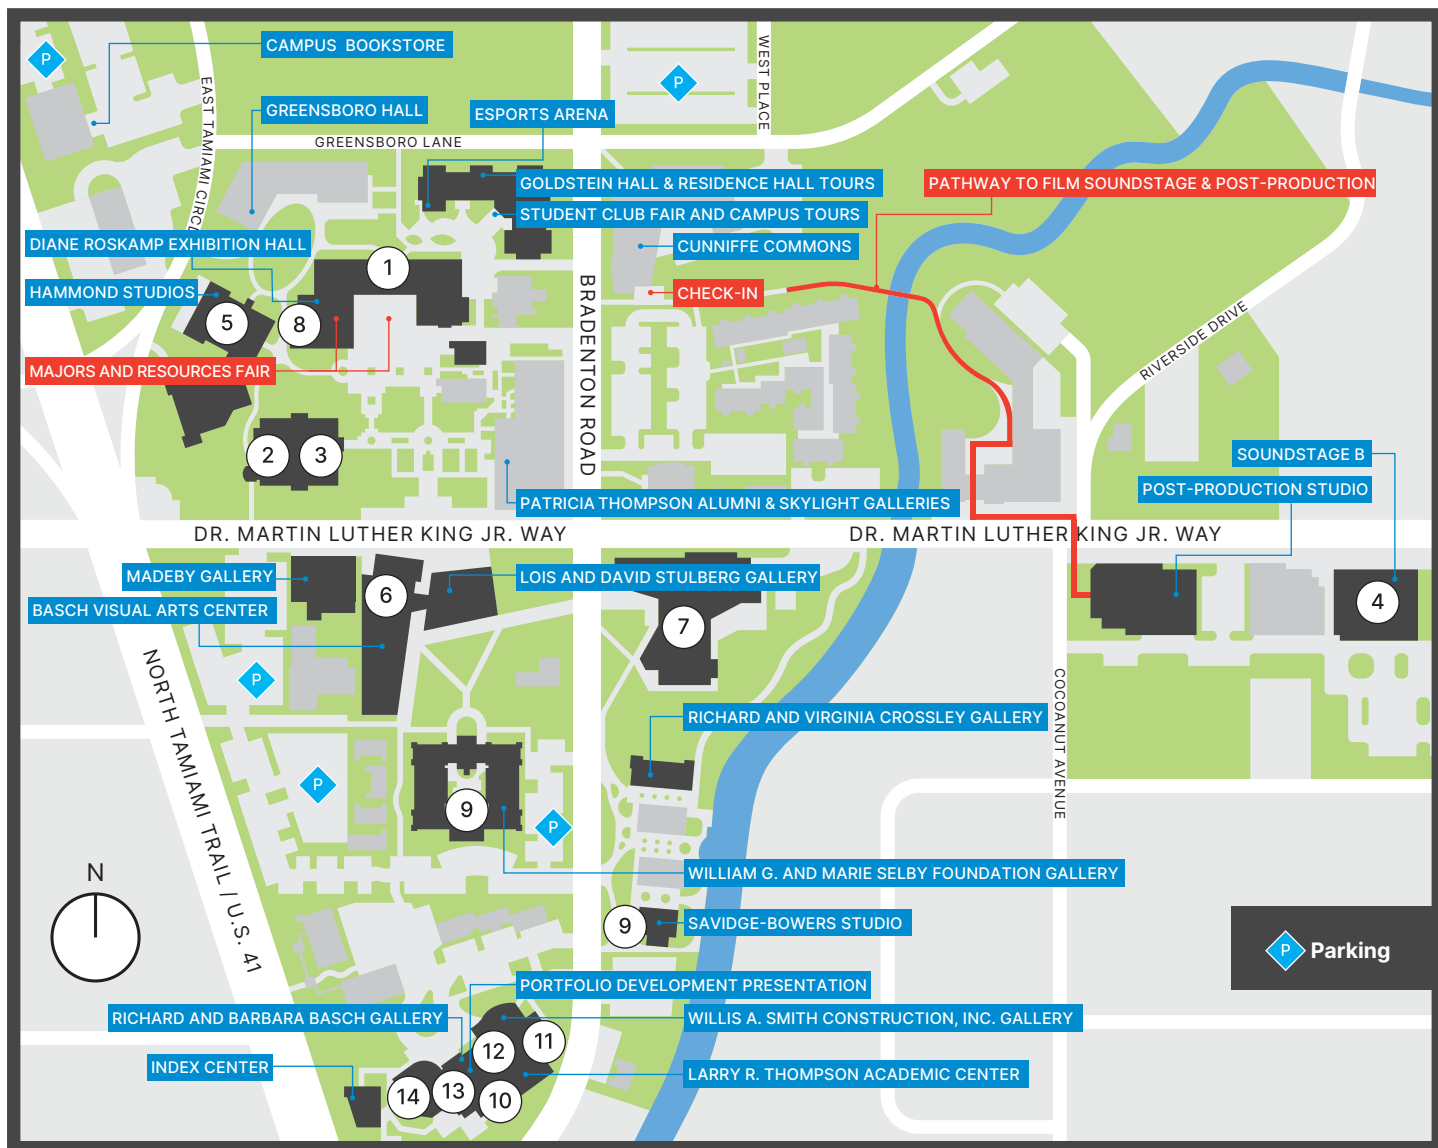 P
CAMPUS BOOKSTORE
WEST PLACE
P
EAST TAMIAMI CIRCLE
GREENSBORO HALL
ESPORTS ARENA
GREENSBORO LANE
GOLDSTEIN HALL & RESIDENCE HALL TOURS
PATHWAY TO FILM SOUNDSTAGE & POST-PRODUCTION
STUDENT CLUB FAIR AND CAMPUS TOURS
DIANE ROSKAMP EXHIBITION HALL
CUNNIFFE COMMONS
1
HAMMOND STUDIOS
CHECK-IN
5
8
BRADENTON ROAD
RIVERSIDE DRIVE
MAJORS AND RESOURCES FAIR
2
3
SOUNDSTAGE B
POST-PRODUCTION STUDIO
PATRICIA THOMPSON ALUMNI & SKYLIGHT GALLERIES
DR. MARTIN LUTHER KING JR. WAY
DR. MARTIN LUTHER KING JR. WAY
MADEBY GALLERY
LOIS AND DAVID STULBERG GALLERY
6
4
BASCH VISUAL ARTS CENTER
7
P
NORTH TAMIAMI TRAIL / U.S. 41
COCOANUT AVENUE
RICHARD AND VIRGINIA CROSSLEY GALLERY
P
9
P
WILLIAM G. AND MARIE SELBY FOUNDATION GALLERY
N
9
SAVIDGE-BOWERS STUDIO
P Parking
PORTFOLIO DEVELOPMENT PRESENTATION
RICHARD AND BARBARA BASCH GALLERY
WILLIS A. SMITH CONSTRUCTION, INC. GALLERY
12
11
INDEX CENTER
LARRY R. THOMPSON ACADEMIC CENTER
14
13
10